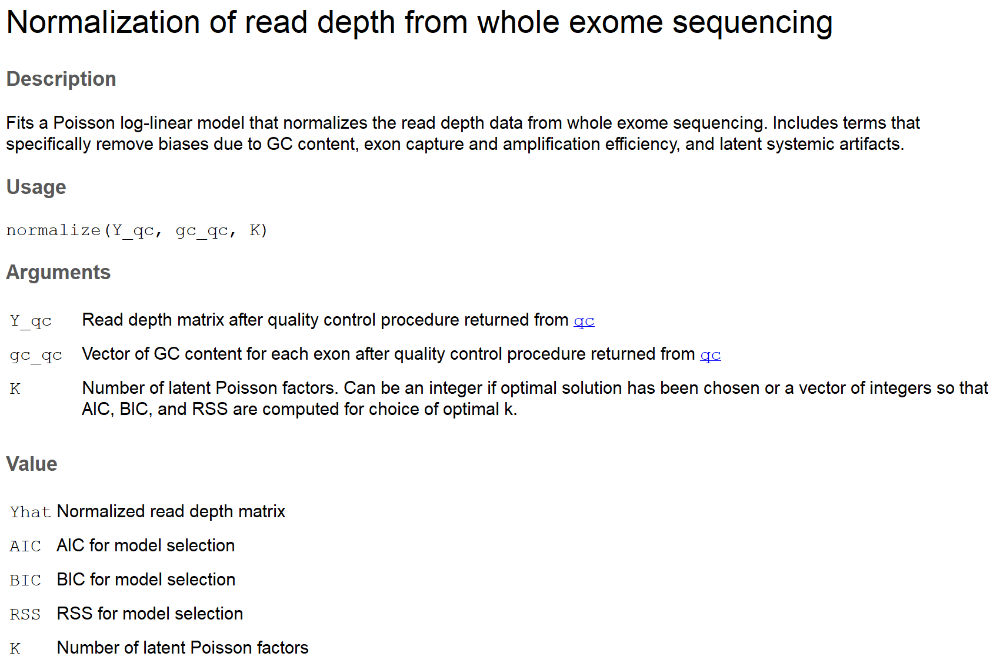 Normalization of read depth from whole exome sequencing
Description
Fits a Poisson log-linear model that normalizes the read depth data from whole exome sequencing. Includes terms that
specifically remove biases due to GC content, exon capture and amplification efficiency, and latent systemic artifacts.
Usage
normalize(Y_qc, gc_qc, K)
Arguments
Y_qc Read depth matrix after quality control procedure returned from qc
gc_qc Vector of GC content for each exon after quality control procedure returned from qc
K Number of latent Poisson factors. Can be an integer if optimal solution has been chosen or a vector of integers so that
AIC, BIC, and RSS are computed for choice of optimal k.
Value
Yhat Normalized read depth matrix
AIC AIC for model selection
BIC BIC for model selection
RSS RSS for model selection
K Number of latent Poisson factors